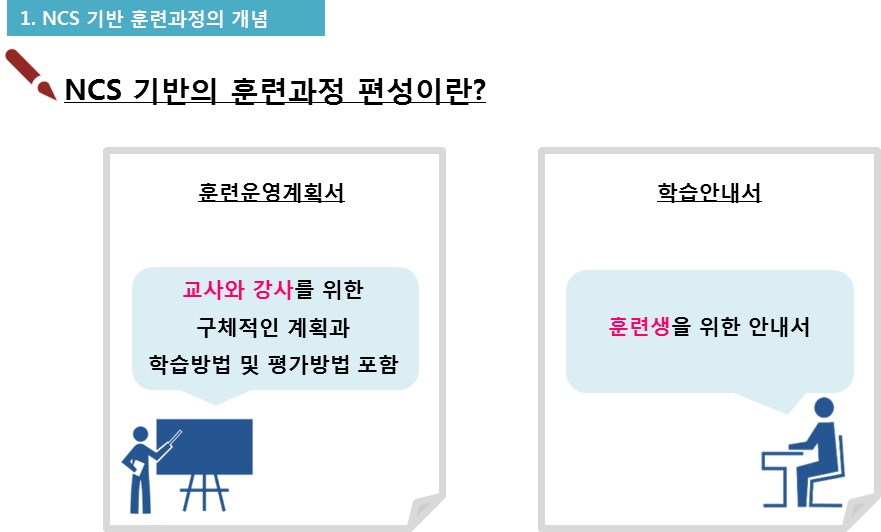 1. NCS 기반 훈련과정의 개념
NCS 기반의 훈련과정 편성이란?
훈련운영계획서
교사와 강사를 위한
구체적인 계획과
학습방법 및 평가방법 포함
학습안내서
훈련생을 위한 안내서